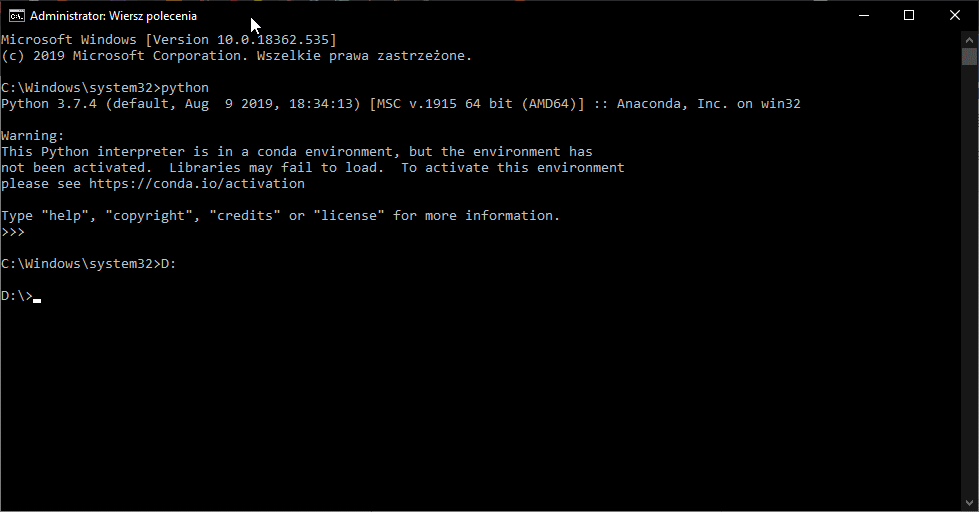 Administrator: Wiersz polecenia
Microsoft Windows [Version 10.0.18362.535]
(c) 2019 Microsoft Corporation. Wszelkie prawa zastrzeżone.
C:\Windows\system32>python
Python 3.7.4 (default, Aug  9 2019, 18:34:13) [MSC v.1915 64 bit (AMD64)] :: Anaconda, Inc. on win32
Warning:
This Python interpreter is in a conda environment, but the environment has
not been activated.  Libraries may fail to load.  To activate this environment
please see https://conda.io/activation
Type "help", "copyright", "credits" or "license" for more information.
>>>
C:\Windows\system32>D:
D:\>